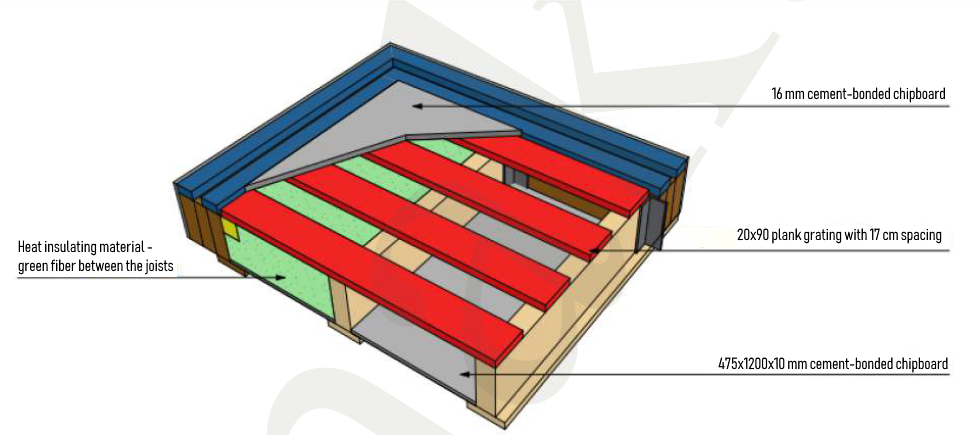 16 mm cement-bonded chipboard
20x90 plank grating with 17 cm spacing
Heat insulating material -
green fiber between the joists
475x1200x10 mm cement-bonded chipboard